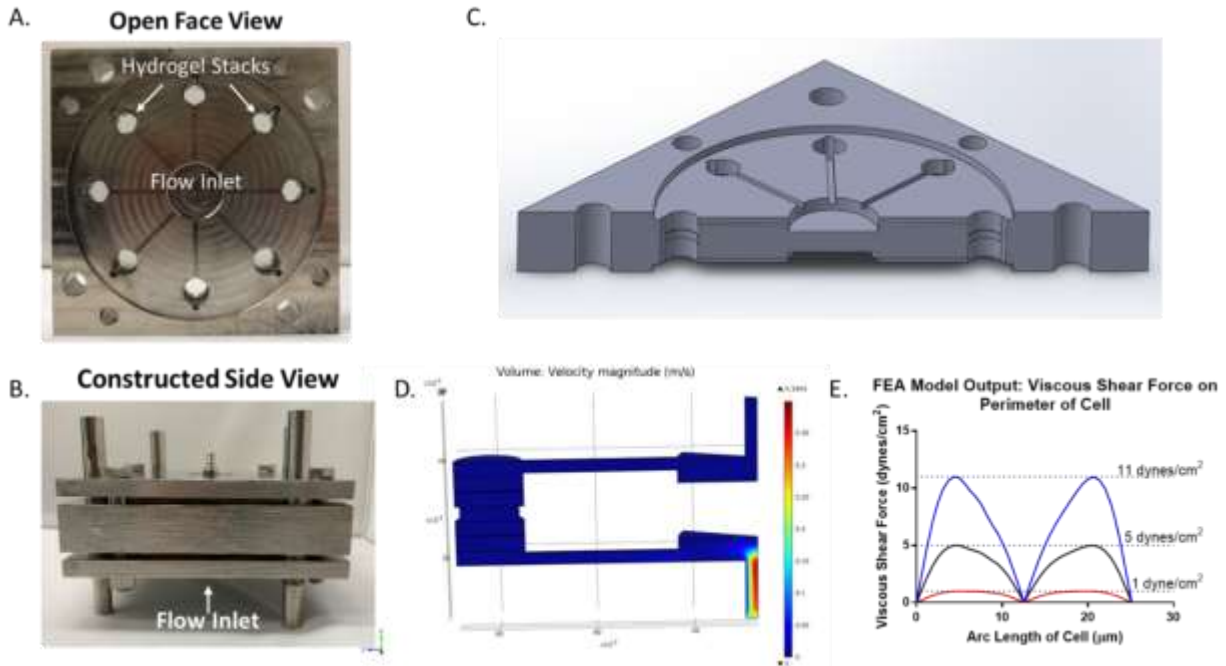 A.
Open Face View
Hydrogel Stacks
Flow Inlet
B.
Constructed Side View
Flow Inlet
C.
D.
Volume: Velocity magnitude (m/s)
E.
FEA Model Output: Viscous Shear Force on
Perimeter of Cell
Viscous Shear Force (dynes/cm²)
15
10
5
0
11 dynes/cm²
5 dynes/cm²
1 dyne/cm²
0
10
20
30
Arc Length of Cell (μm)